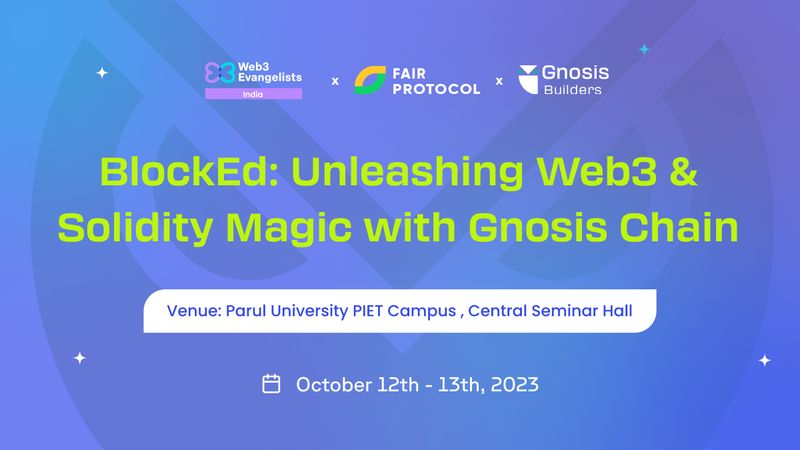 Web3
Evangelists
India
x
FAIR
PROTOCOL
x
Gnosis
Builders
BlockEd: Unleashing Web3 &
Solidity Magic with Gnosis Chain
Venue: Parul University PIET Campus , Central Seminar Hall
October 12th - 13th, 2023